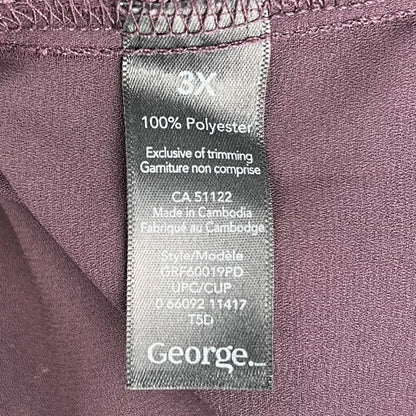 3X
100% Polyester
Exclusive of trimming
Garniture non comprise
CA 51122
Made in Cambodia
Fabriqué au Cambodge
Style/Modèle
GRF60019PD
UPC/CUP
0 66092 11417
T5D
George.